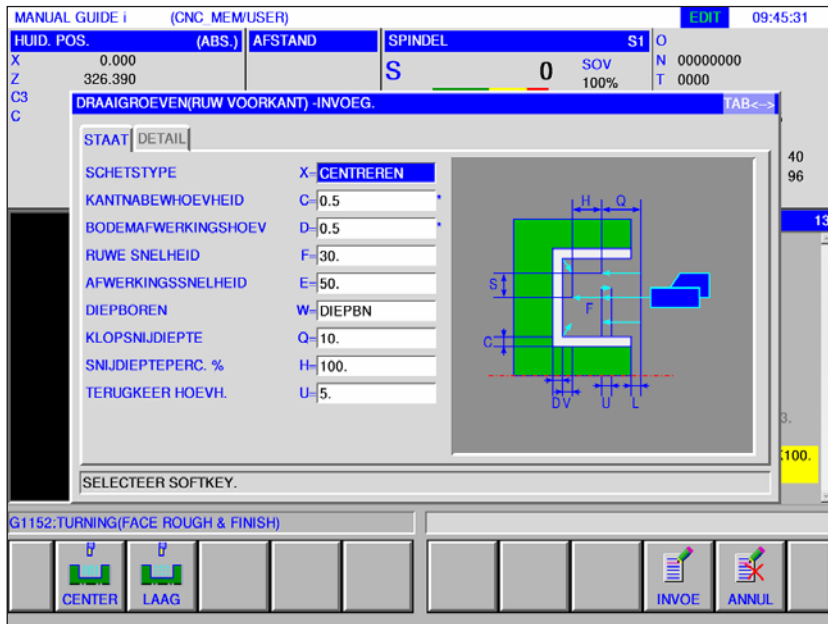 MANUAL GUIDE i (CNC_MEM/USER) EDIT 09:45:31
HUID. POS. (ABS.) AFSTAND SPINDEL S1 O
X 0.000 S 0 SOV N 00000000
Z 326.390 100% T 0000
C3
C
DRAAIGROEVEN(RUW VOORKANT) -INVOEG. TAB<-->
STAAT DETAIL
SCHETSTYPE X= CENTREREN
KANTNABEWHOEVHEID C= 0.5 *
BODEMAFWERKINGSHOEV D= 0.5 *
RUWE SNELHEID F= 30.
AFWERKINGSSNELHEID E= 50.
DIEPBOREN W= DIEPBN
KLOPSNIJDIEPTE Q= 10.
SNIJDIEPTEPERC. % H= 100.
TERUGKEER HOEVH. U= 5.
H Q
S
F
C
D V U L
40
96
13
3.
100.
SELECTEER SOFTKEY.
G1152:TURNING(FACE ROUGH & FINISH)
CENTER LAAG INVOE ANNUL